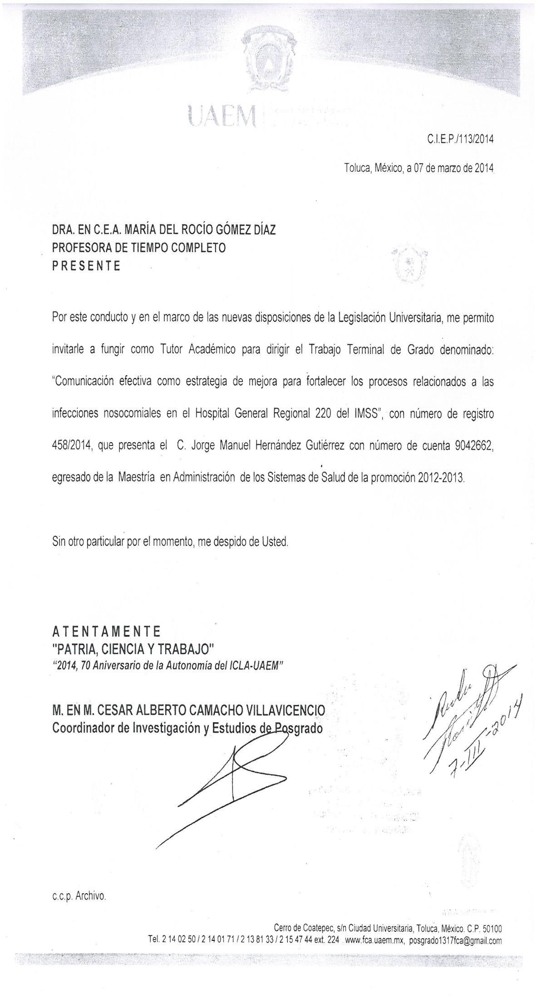 UAEM
C.I.E.P./113/2014
Toluca, México, a 07 de marzo de 2014
DRA. EN C.E.A. MARÍA DEL ROCÍO GÓMEZ DÍAZ
PROFESORA DE TIEMPO COMPLETO
P R E S E N T E
Por este conducto y en el marco de las nuevas disposiciones de la Legislación Universitaria, me permito
invitarle a fungir como Tutor Académico para dirigir el Trabajo Terminal de Grado denominado:
“Comunicación efectiva como estrategia de mejora para fortalecer los procesos relacionados a las
infecciones nosocomiales en el Hospital General Regional 220 del IMSS”, con número de registro
458/2014, que presenta el C. Jorge Manuel Hernández Gutiérrez con número de cuenta 9042662,
egresado de la Maestría en Administración de los Sistemas de Salud de la promoción 2012-2013.
Sin otro particular por el momento, me despido de Usted.
A T E N T A M E N T E
"PATRIA, CIENCIA Y TRABAJO"
“2014, 70 Aniversario de la Autonomía del ICLA-UAEM”
M. EN M. CESAR ALBERTO CAMACHO VILLAVICENCIO
Coordinador de Investigación y Estudios de Posgrado
7-III-2014
c.c.p. Archivo.
Cerro de Coatepec, s/n Ciudad Universitaria, Toluca, México. C.P. 50100
Tel. 2 14 02 50 / 2 14 01 71 / 2 13 81 33 / 2 15 47 44 ext. 224 www.fca.uaem.mx, posgrado1317fca@gmail.com